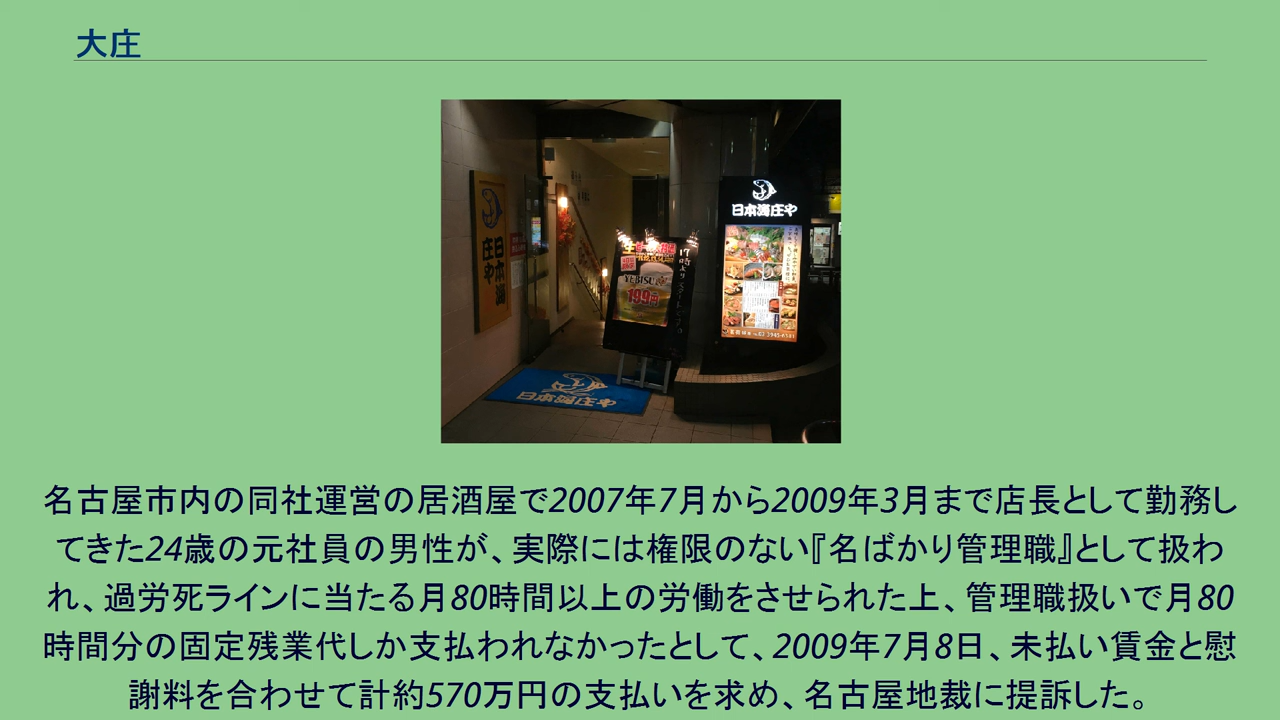 大庄
日本海庄や
日本海
庄や
YEBISU
199円
17時より
日本海庄や
名古屋市内の同社運営の居酒屋で2007年7月から2009年3月まで店長として勤務し
てきた24歳の元社員の男性が、実際には権限のない『名ばかり管理職』として扱わ
れ、過労死ラインに当たる月80時間以上の労働をさせられた上、管理職扱いで月80
時間分の固定残業代しか支払われなかったとして、2009年7月8日、未払い賃金と慰
謝料を合わせて計約570万円の支払いを求め、名古屋地裁に提訴した。